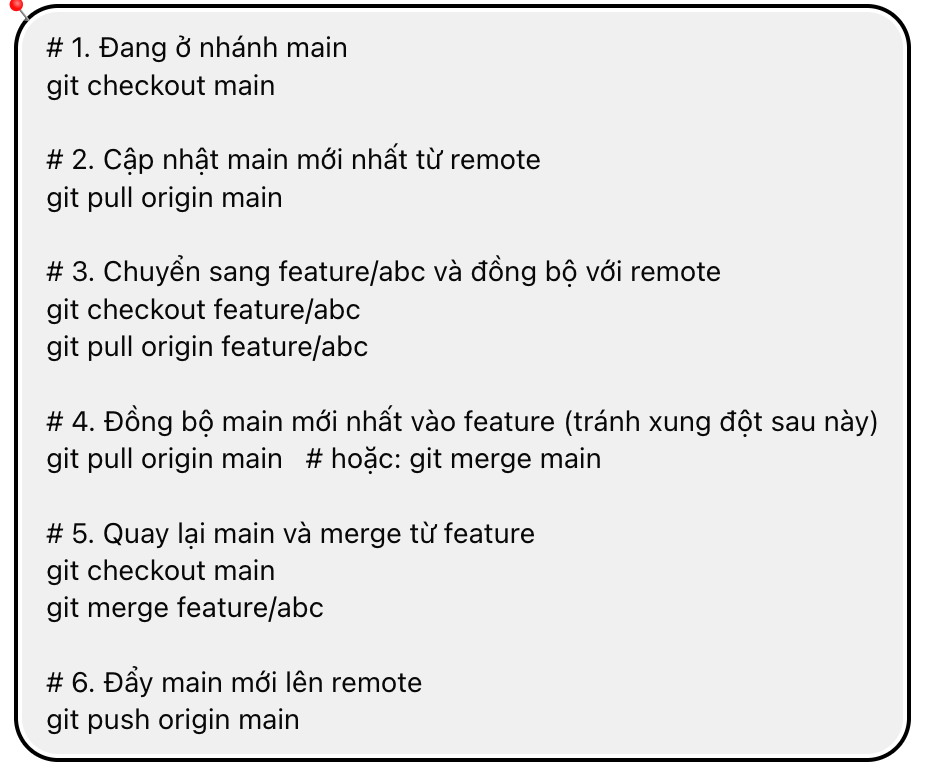 # 1. Đang ở nhánh main
git checkout main
# 2. Cập nhật main mới nhất từ remote
git pull origin main
# 3. Chuyển sang feature/abc và đồng bộ với remote
git checkout feature/abc
git pull origin feature/abc
# 4. Đồng bộ main mới nhất vào feature (tránh xung đột sau này)
git pull origin main   # hoặc: git merge main
# 5. Quay lại main và merge từ feature
git checkout main
git merge feature/abc
# 6. Đẩy main mới lên remote
git push origin main